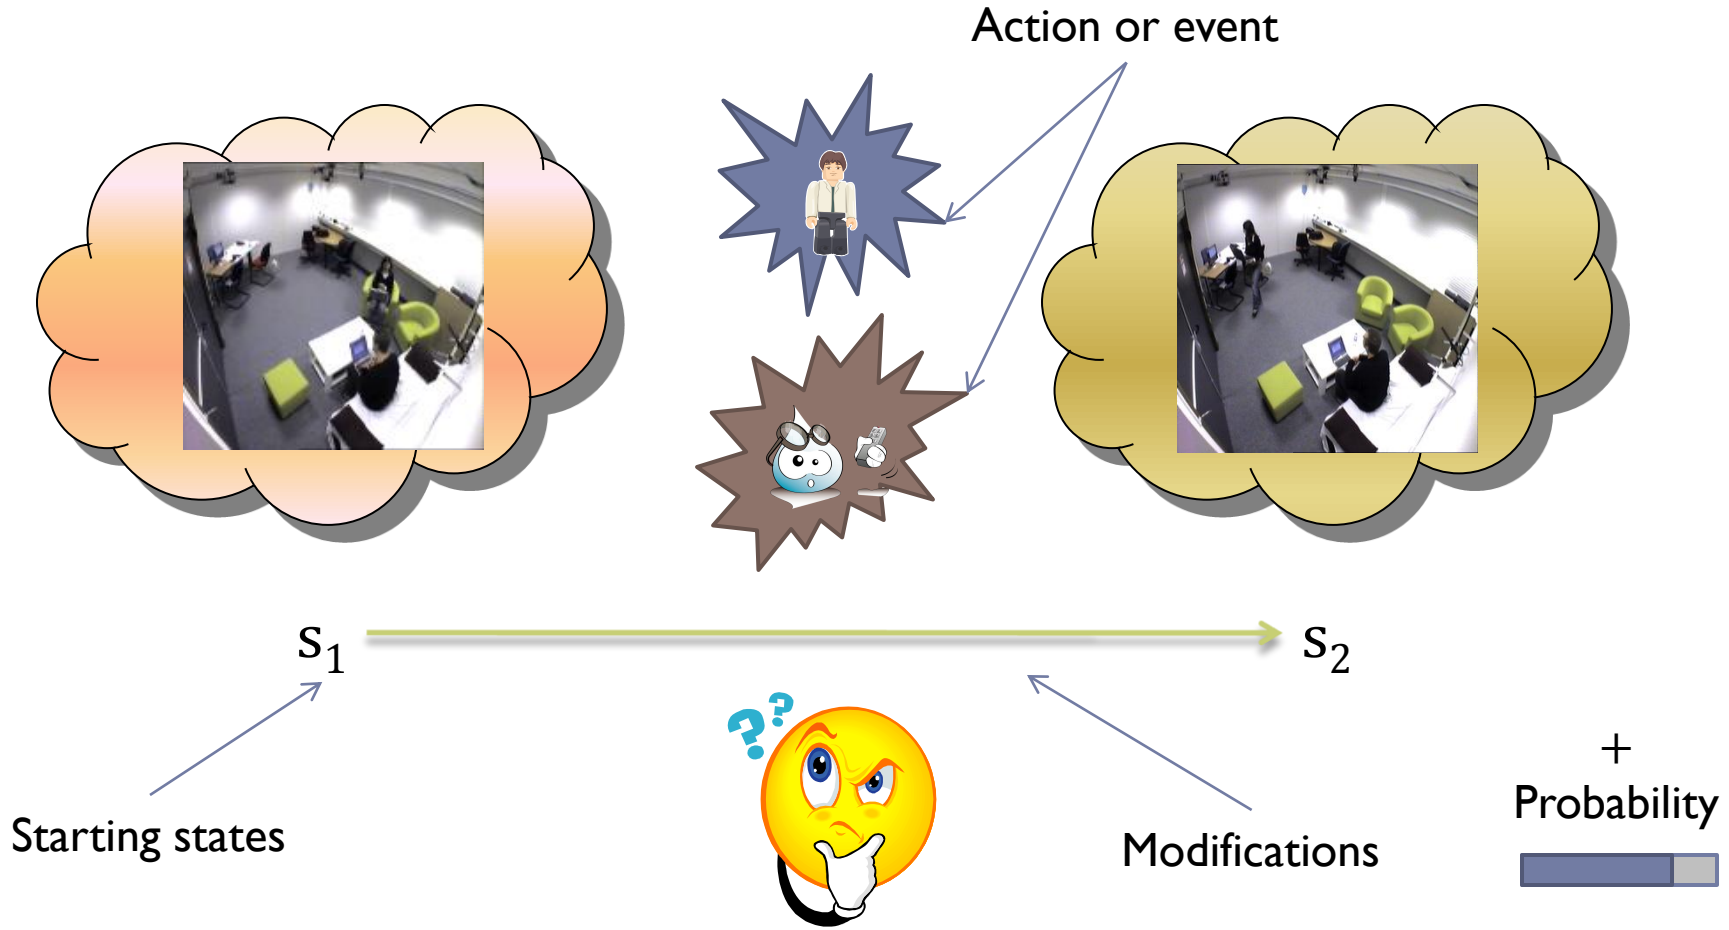 Action or event
s₁
s₂
? ?
Starting states
Modifications
+
Probability